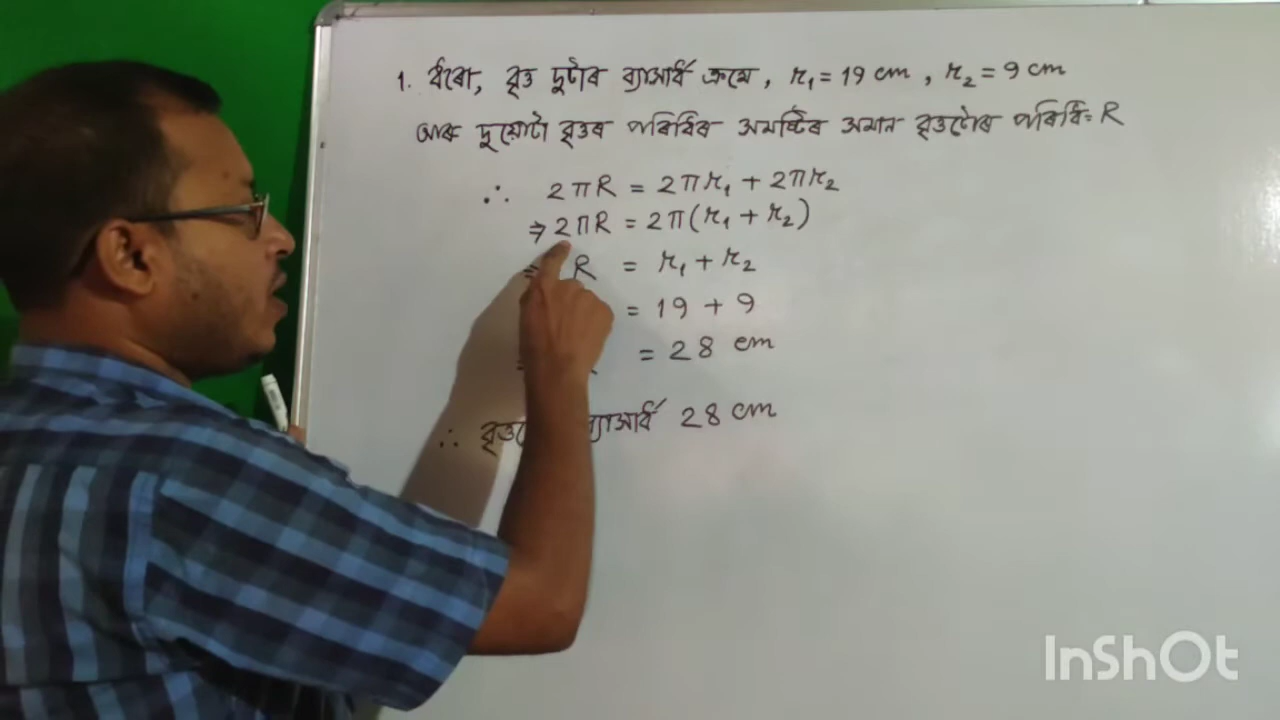 1. ধৰো, বৃত্ত দুটাৰ ব্যাসাৰ্ধ ক্ৰমে, r₁ = 19 cm, r₂ = 9 cm
আৰু দুয়োটা বৃত্তৰ পৰিধিৰ সমষ্টিৰ সমান বৃত্তটোৰ পৰিধি = R
∴ 2πR = 2πr₁ + 2πr₂
⇒ 2πR = 2π(r₁ + r₂)
⇒ R = r₁ + r₂
= 19 + 9
= 28 cm
∴ ব্যাসাৰ্ধ 28 cm
InShOt